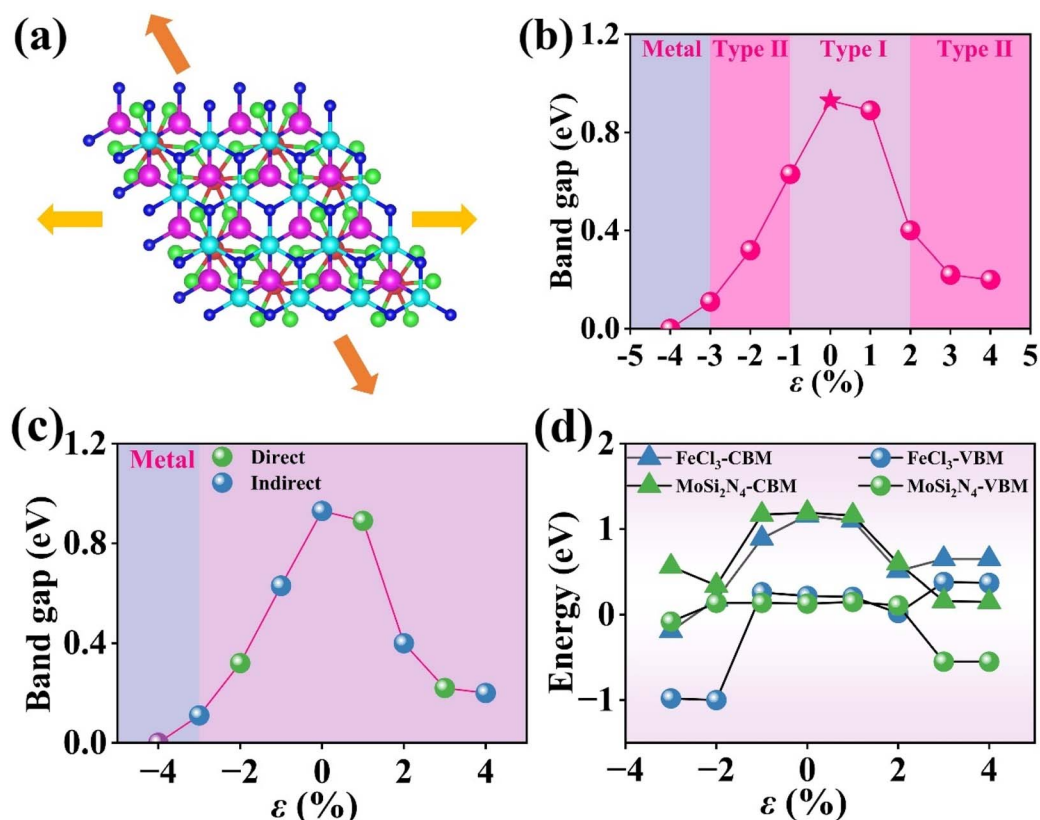 (a)
(b)
1.2
0.8
0.4
0.0
Band gap (eV)
Metal Type II Type I Type II
-5 -4 -3 -2 -1 0 1 2 3 4 5
ε (%)
(c)
1.2
0.8
0.4
0.0
Band gap (eV)
Metal
Direct
Indirect
−4 −2 0 2 4
ε (%)
(d)
2
1
0
−1
Energy (eV)
FeCl₃-CBM FeCl₃-VBM
MoSi₂N₄-CBM MoSi₂N₄-VBM
−4 −2 0 2 4
ε (%)